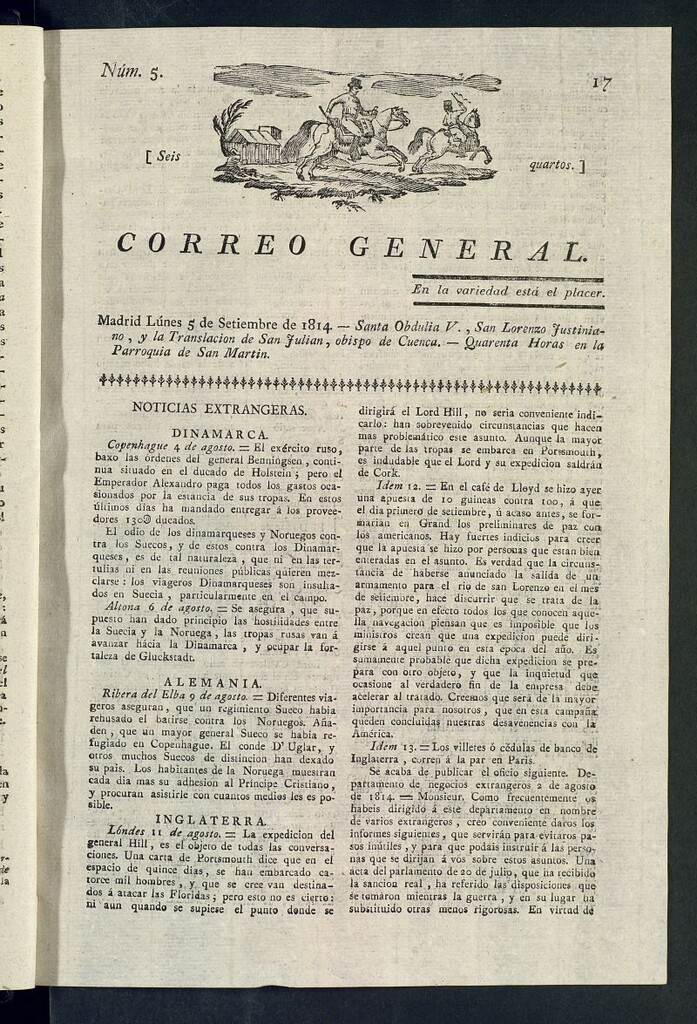 Núm. 5.
17
[ Seis
quartos. ]
CORREO GENERAL.
En la variedad está el placer.
Madrid Lúnes 5 de Setiembre de 1814. — Santa Obdulia V. , San Lorenzo Justinia-
no , y la Translacion de San Julian, obispo de Cuenca. — Quarenta Horas en la
Parroquia de San Martin.
NOTICIAS EXTRANGERAS.
DINAMARCA.
Copenhague 4 de agosto. = El exército ruso,
baxo las órdenes del general Benningsen, conti-
nua situado en el ducado de Holstein ; pero el
Emperador Alexandro paga todos los gastos oca-
sionados por la estancia de sus tropas. En estos
últimos dias ha mandado entregar á los provee-
dores ducados.
El odio de los dinamarqueses y Noruegos con-
tra los Suecos, y de estos contra los Dinamar-
queses, es de tal naturaleza , que ni en las ter-
tulias ni en las reuniones públicas quieren mez-
clarse : los viageros Dinamarqueses son insulta-
dos en Suecia , particularmente en el campo.
Altona 6 de agosto. = Se asegura , que su-
puesto han dado principio las hostilidades entre
la Suecia y la Noruega, las tropas rusas van á
avanzar hácia la Dinamarca , y ocupar la for-
taleza de Gluckstadt.
ALEMANIA.
Ribera del Elba 9 de agosto. = Diferentes via-
geros aseguran, que un regimiento Sueco habia
rehusado el batirse contra los Noruegos. Aña-
den , que un mayor general Sueco se habia re-
fugiado en Copenhague. El conde D' Uglar, y
otros muchos Suecos de distincion han dexado
su pais. Los habitantes de la Noruega muestran
cada dia mas su adhesion al Príncipe Cristiano,
y procuran asistirle con cuantos medios les es po-
sible.
INGLATERRA.
Lóndes 11 de agosto. = La expedicion del
general Hill, es el objeto de todas las conversa-
ciones. Una carta de Portsmouth dice que en el
espacio de quince dias, se han embarcado ca-
torce mil hombres , y que se cree van destina-
dos á atacar las Floridas ; pero esto no es cierto:
ni aun quando se supiese el punto donde se
dirigirá el Lord Hill, no seria conveniente indi-
carlo : han sobrevenido circunstancias que hacen
mas problemático este asunto. Aunque la mayor
parte de las tropas se embarca en Portsmouth,
es indudable que el Lord y su expedicion saldrán
de Cork.
Idem 12. = En el café de Lloyd se hizo ayer
una apuesta de 10 guineas contra 100, á que
el dia primero de setiembre, ú acaso antes, se for-
marian en Grand los preliminares de paz con
los americanos. Hay fuertes indicios para creer
que la apuesta se hizo por personas que estan bien
enteradas en el asunto. Es verdad que la circuns-
tancia de haberse anunciado la salida de un
armamento para el rio de san Lorenzo en el mes
de setiembre, hace discurrir que se trata de la
paz, porque en efecto todos los que conocen aque-
lla navegacion piensan que es imposible que los
ministros crean que una expedicion puede diri-
girse á aquel punto en esta época del año. Es
sumamente probable que dicha expedicion se pre-
para con otro objeto, y que la inquietud que
ocasione al verdadero fin de la empresa debe
acelerar al tratado. Creemos que será de la mayor
importancia para nosotros , que en esta campaña
queden concluidas nuestras desavenencias con la
América.
Idem 13. = Los villetes ó cédulas de banco de
Inglaterra , corren á la par en Paris.
Se acaba de publicar el oficio siguiente. De-
partamento de negocios extrangeros 2 de agosto
de 1814. = Monsieur. Como frecuentemente os
habeis dirigido á este departamento en nombre
de varios extrangeros , creo conveniente daros los
informes siguientes , que servirán para evitaros pa-
sos inútiles , y para que podais instruir á las perso-
nas que se dirijan á vós sobre estos asuntos. Una
acta del parlamento de 20 de julio, que ha recibido
la sancion real , ha referido las disposiciones que
se tomáron mientras la guerra , y en su lugar ha
substituido otras menos rigorosas. En virtud de